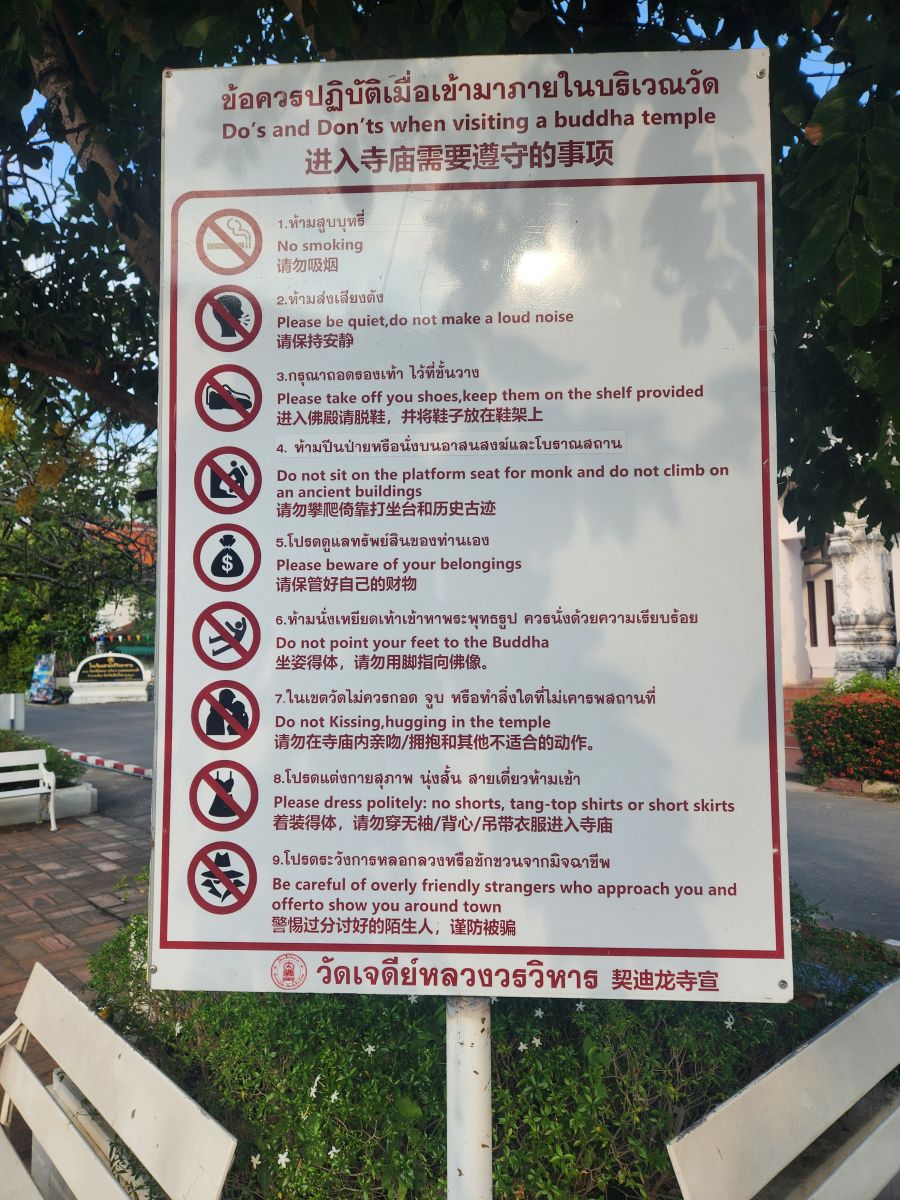 ข้อควรปฏิบัติเมื่อเข้ามาภายในบริเวณวัด
Do's and Don'ts when visiting a buddha temple
进入寺庙需要遵守的事项
1.ห้ามสูบบุหรี่
No smoking
请勿吸烟
2.ห้ามส่งเสียงดัง
Please be quiet,do not make a loud noise
请保持安静
3.กรุณาถอดรองเท้า ไว้ที่ชั้นวาง
Please take off you shoes,keep them on the shelf provided
进入佛殿请脱鞋，并将鞋子放在鞋架上
4. ห้ามปีนป่ายหรือนั่งบนอาสนสงฆ์และโบราณสถาน
Do not sit on the platform seat for monk and do not climb on
an ancient buildings
请勿攀爬倚靠打坐台和历史古迹
$
5.โปรดดูแลทรัพย์สินของท่านเอง
Please beware of your belongings
请保管好自己的财物
6.ห้ามนั่งเหยียดเท้าเข้าหาพระพุทธรูป ควรนั่งด้วยความเรียบร้อย
Do not point your feet to the Buddha
坐姿得体，请勿用脚指向佛像。
7.ในเขตวัดไม่ควรกอด จูบ หรือทำสิ่งใดที่ไม่เคารพสถานที่
Do not Kissing,hugging in the temple
请勿在寺庙内亲吻/拥抱和其他不适合的动作。
8.โปรดแต่งกายสุภาพ นุ่งสั้น สายเดี่ยวห้ามเข้า
Please dress politely: no shorts, tang-top shirts or short skirts
着装得体，请勿穿无袖/背心/吊带衣服进入寺庙
9.โปรดระวังการหลอกลวงหรือชักชวนจากมิจฉาชีพ
Be careful of overly friendly strangers who approach you and
offerto show you around town
警惕过分讨好的陌生人，谨防被骗
วัดเจดีย์หลวงวรวิหาร 契迪龙寺宣